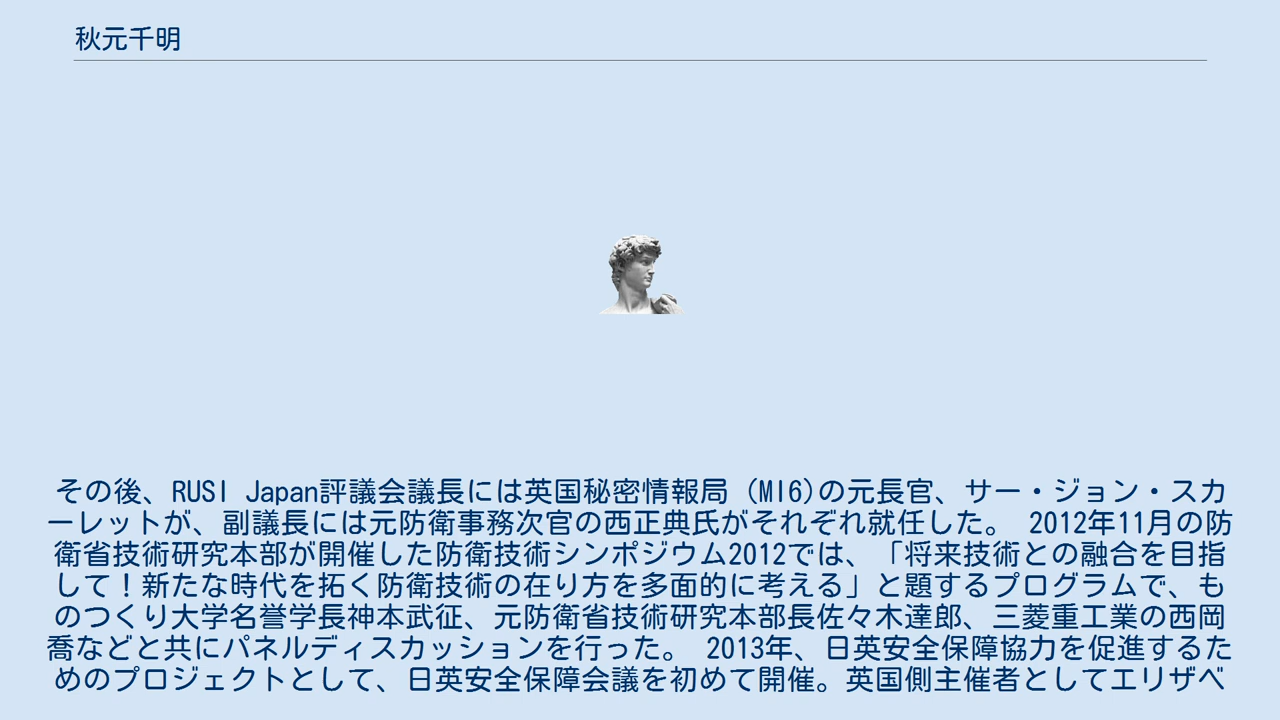 秋元千明
その後、RUSI Japan評議会議長には英国秘密情報局 (MI6)の元長官、サー・ジョン・スカ
ーレットが、副議長には元防衛事務次官の西正典氏がそれぞれ就任した。 2012年11月の防
衛省技術研究本部が開催した防衛技術シンポジウム2012では、「将来技術との融合を目指
して！新たな時代を拓く防衛技術の在り方を多面的に考える」と題するプログラムで、も
のつくり大学名誉学長神本武征、元防衛省技術研究本部長佐々木達郎、三菱重工業の西岡
喬などと共にパネルディスカッションを行った。 2013年、日英安全保障協力を促進するた
めのプロジェクトとして、日英安全保障会議を初めて開催。英国側主催者としてエリザベ